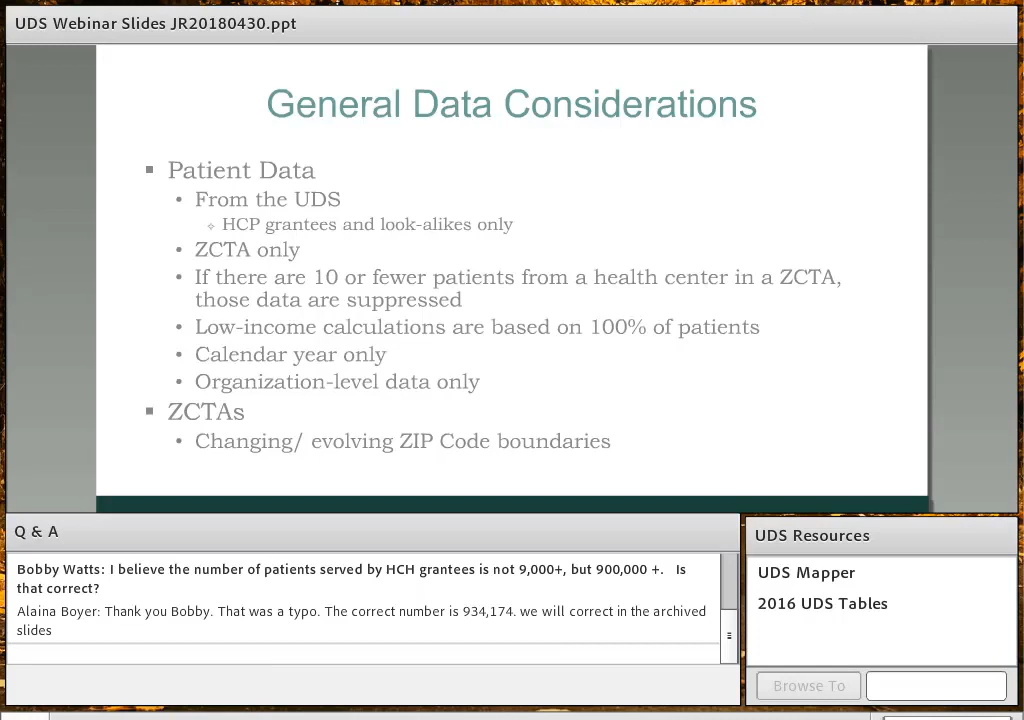 UDS Webinar Slides JR20180430.ppt
General Data Considerations
Patient Data
From the UDS
HCP grantees and look-alikes only
ZCTA only
If there are 10 or fewer patients from a health center in a ZCTA,
those data are suppressed
Low-income calculations are based on 100% of patients
Calendar year only
Organization-level data only
ZCTAs
Changing/ evolving ZIP Code boundaries
Q & A
Bobby Watts: I believe the number of patients served by HCH grantees is not 9,000+, but 900,000 +.   Is
that correct?
Alaina Boyer: Thank you Bobby. That was a typo. The correct number is 934,174. we will correct in the archived
slides
UDS Resources
UDS Mapper
2016 UDS Tables
Browse To